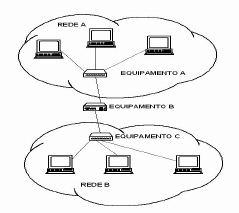 REDE A
EQUIPAMENTO A
EQUIPAMENTO B
EQUIPAMENTO C
REDE B